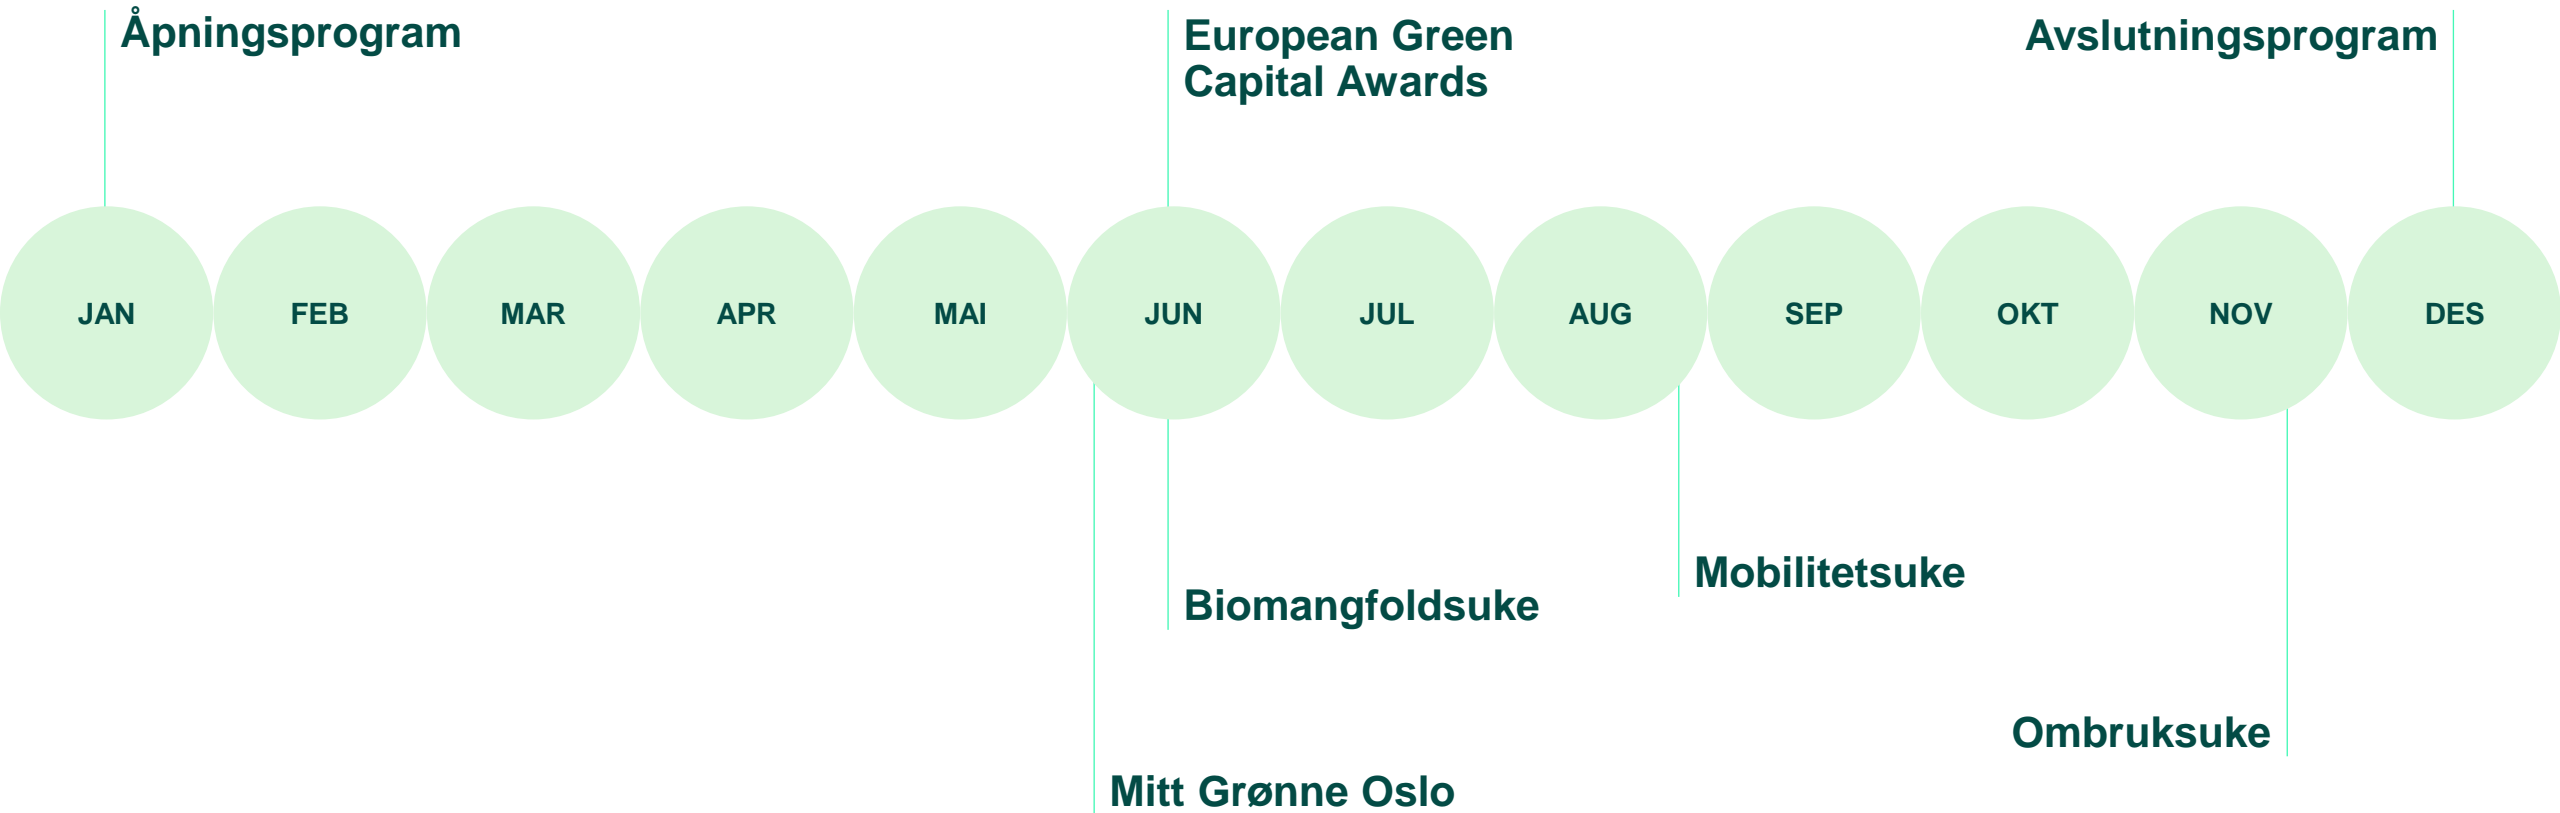 Åpningsprogram
European Green
Capital Awards
Avslutningsprogram
JAN
FEB
MAR
APR
MAI
JUN
JUL
AUG
SEP
OKT
NOV
DES
Mobilitetsuke
Biomangfoldsuke
Ombruksuke
Mitt Grønne Oslo